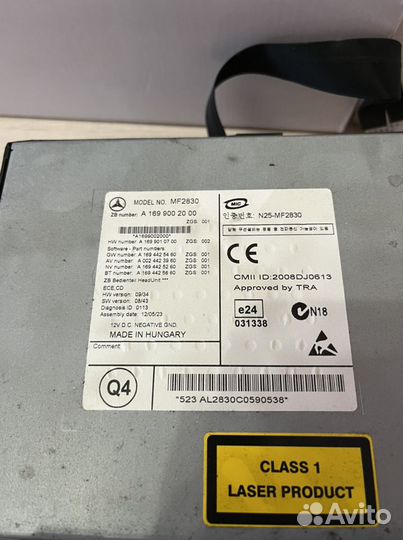 MODEL NO. MF2830
ZB number: A 169 900 20 00 ZGS: 001
*A1699002000*
HW number: A 169 901 07 00 ZGS: 002
Software - Part numbers:
GW number: A 169 442 54 60 ZGS: 001
AV number: A 002 442 39 60 ZGS: 001
NV number: A 169 442 56 60 ZGS: 001
BT number: A 169 442 23 60 ZGS: 001
ZB Bedienteil HeadUnit ***
ECE,CD
HW version: 09/34
SW version: 08/43
Diagnosis ID: 0113
Assembly date: 12/05/23
12V D.C. NEGATIVE GND.
MADE IN HUNGARY
Comment:
MIC
인증번호: N25-MF2830
CE
CMII ID:2008DJ0613
Approved by TRA
e24
031338
N18
Q4
*523 AL2830C0590538*
CLASS 1
LASER PRODUCT
Avito